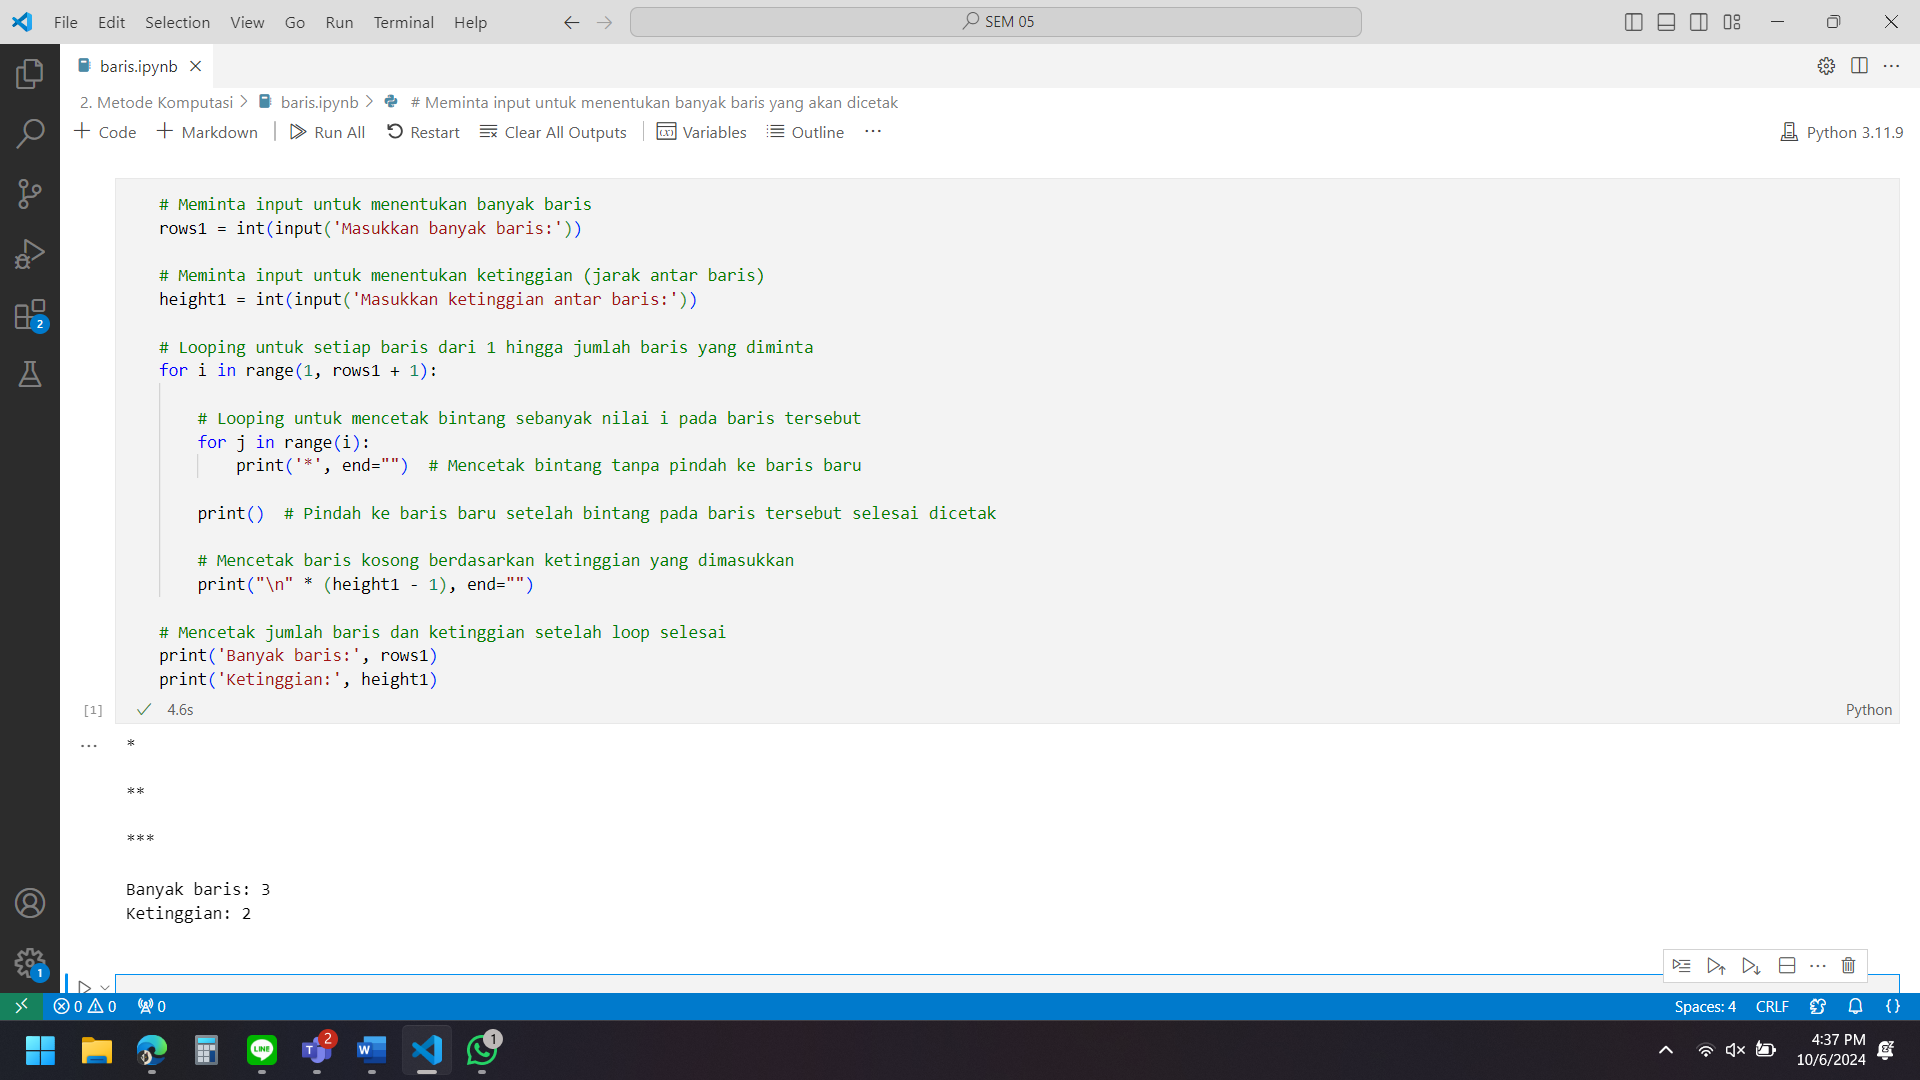 File Edit Selection View Go Run Terminal Help SEM 05
baris.ipynb
2. Metode Komputasi > baris.ipynb > # Meminta input untuk menentukan banyak baris yang akan dicetak
+ Code + Markdown Run All Restart Clear All Outputs Variables Outline ... Python 3.11.9
# Meminta input untuk menentukan banyak baris
rows1 = int(input('Masukkan banyak baris:'))
# Meminta input untuk menentukan ketinggian (jarak antar baris)
height1 = int(input('Masukkan ketinggian antar baris:'))
# Looping untuk setiap baris dari 1 hingga jumlah baris yang diminta
for i in range(1, rows1 + 1):
# Looping untuk mencetak bintang sebanyak nilai i pada baris tersebut
for j in range(i):
print('*', end="")  # Mencetak bintang tanpa pindah ke baris baru
print()  # Pindah ke baris baru setelah bintang pada baris tersebut selesai dicetak
# Mencetak baris kosong berdasarkan ketinggian yang dimasukkan
print("\n" * (height1 - 1), end="")
# Mencetak jumlah baris dan ketinggian setelah loop selesai
print('Banyak baris:', rows1)
print('Ketinggian:', height1)
[1] 4.6s Python
*
**
***
Banyak baris: 3
Ketinggian: 2
0 0 0 Spaces: 4 CRLF {}
4:37 PM
10/6/2024
2
1
2
1
LINE
T
W